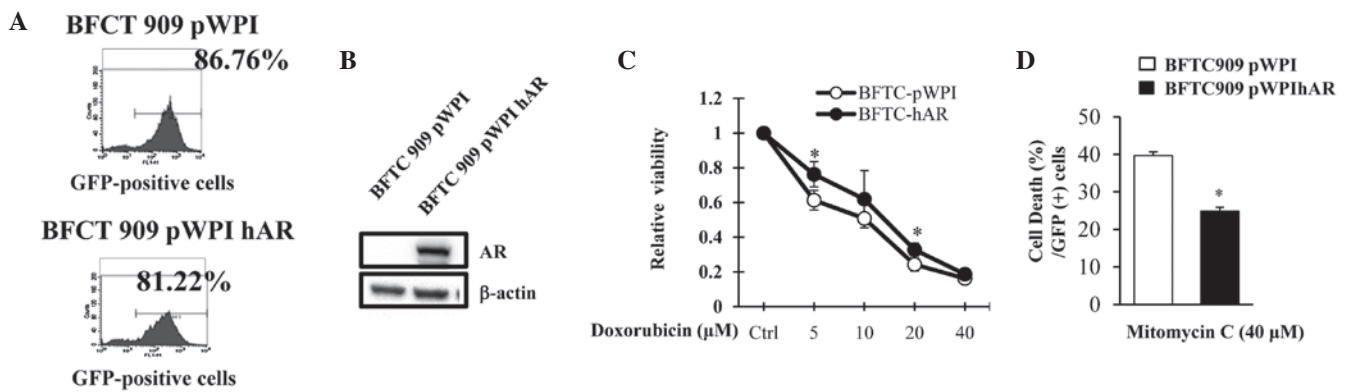 A
BFCT 909 pWPI
86.76%
Counts
GFP-positive cells
BFCT 909 pWPI hAR
81.22%
Counts
GFP-positive cells
B
BFTC 909 pWPI
BFTC 909 pWPI hAR
AR
β-actin
C
BFTC-pWPI
BFTC-hAR
Relative viability
1.2
1
0.8
0.6
0.4
0.2
0
*
*
Doxorubicin (µM) Ctrl 5 10 20 40
D
BFTC909 pWPI
BFTC909 pWPIhAR
Cell Death (%)
/GFP (+) cells
50
40
30
20
10
0
*
Mitomycin C (40 µM)